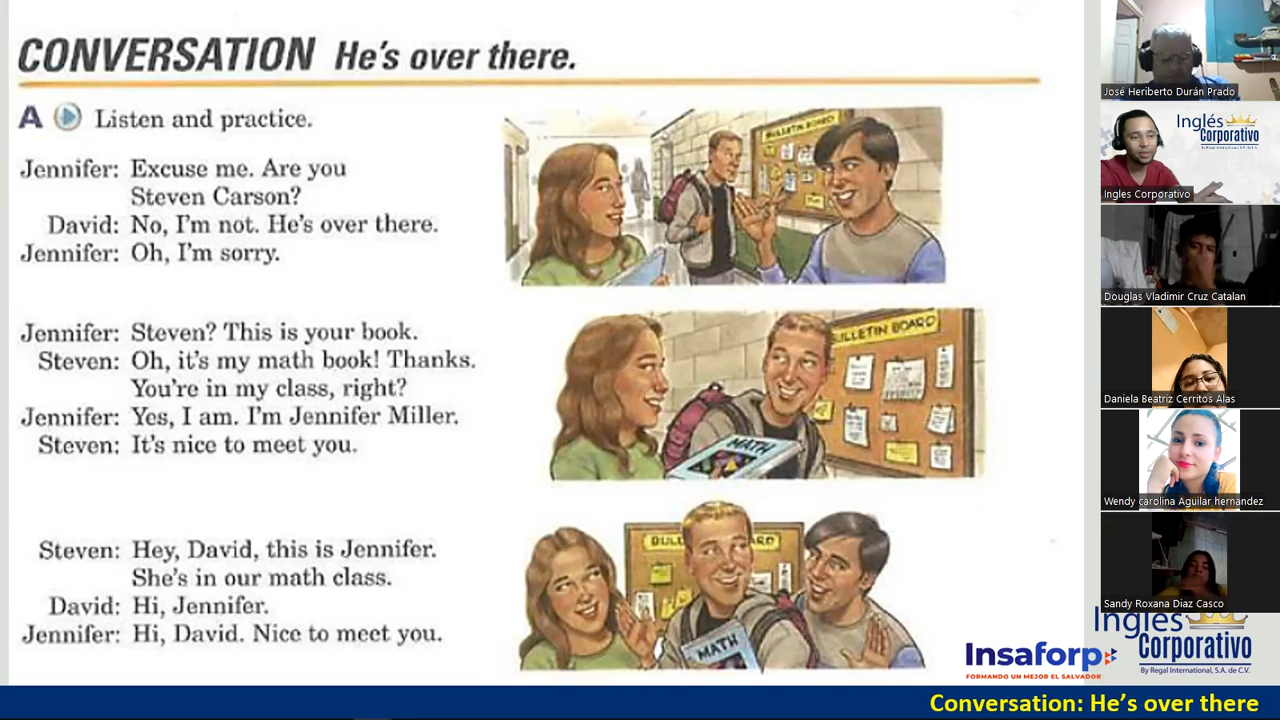 CONVERSATION He's over there.
A Listen and practice.
Jennifer: Excuse me. Are you
Steven Carson?
David: No, I'm not. He's over there.
Jennifer: Oh, I'm sorry.
BULLETIN BOARD
Jennifer: Steven? This is your book.
Steven: Oh, it's my math book! Thanks.
You're in my class, right?
Jennifer: Yes, I am. I'm Jennifer Miller.
Steven: It's nice to meet you.
BULLETIN BOARD
MATH
Steven: Hey, David, this is Jennifer.
She's in our math class.
David: Hi, Jennifer.
Jennifer: Hi, David. Nice to meet you.
MATH
José Heriberto Durán Prado
Inglés
Corporativo
By Regal International, S.A. de C.V.
Ingles Corporativo
Douglas Vladimir Cruz Catalan
Daniela Beatriz Cerritos Alas
Wendy carolina Aguilar hernandez
Sandy Roxana Diaz Casco
Insaforp
FORMANDO UN MEJOR EL SALVADOR
Inglés
Corporativo
By Regal International, S.A. de C.V.
Conversation: He's over there